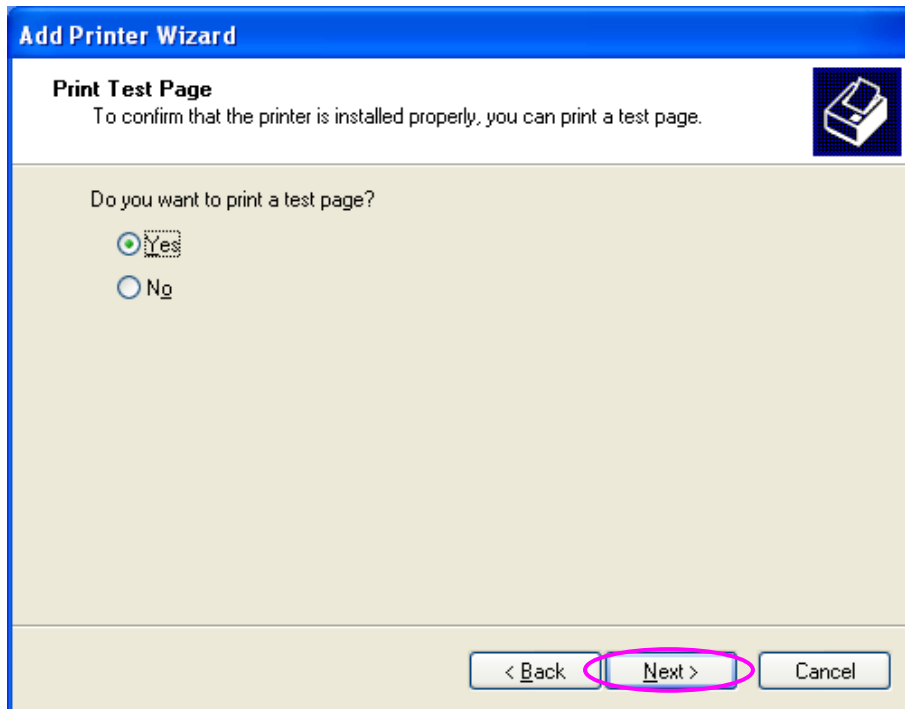 Add Printer Wizard
Print Test Page
To confirm that the printer is installed properly, you can print a test page.
Do you want to print a test page?
Yes
No
< Back Next > Cancel